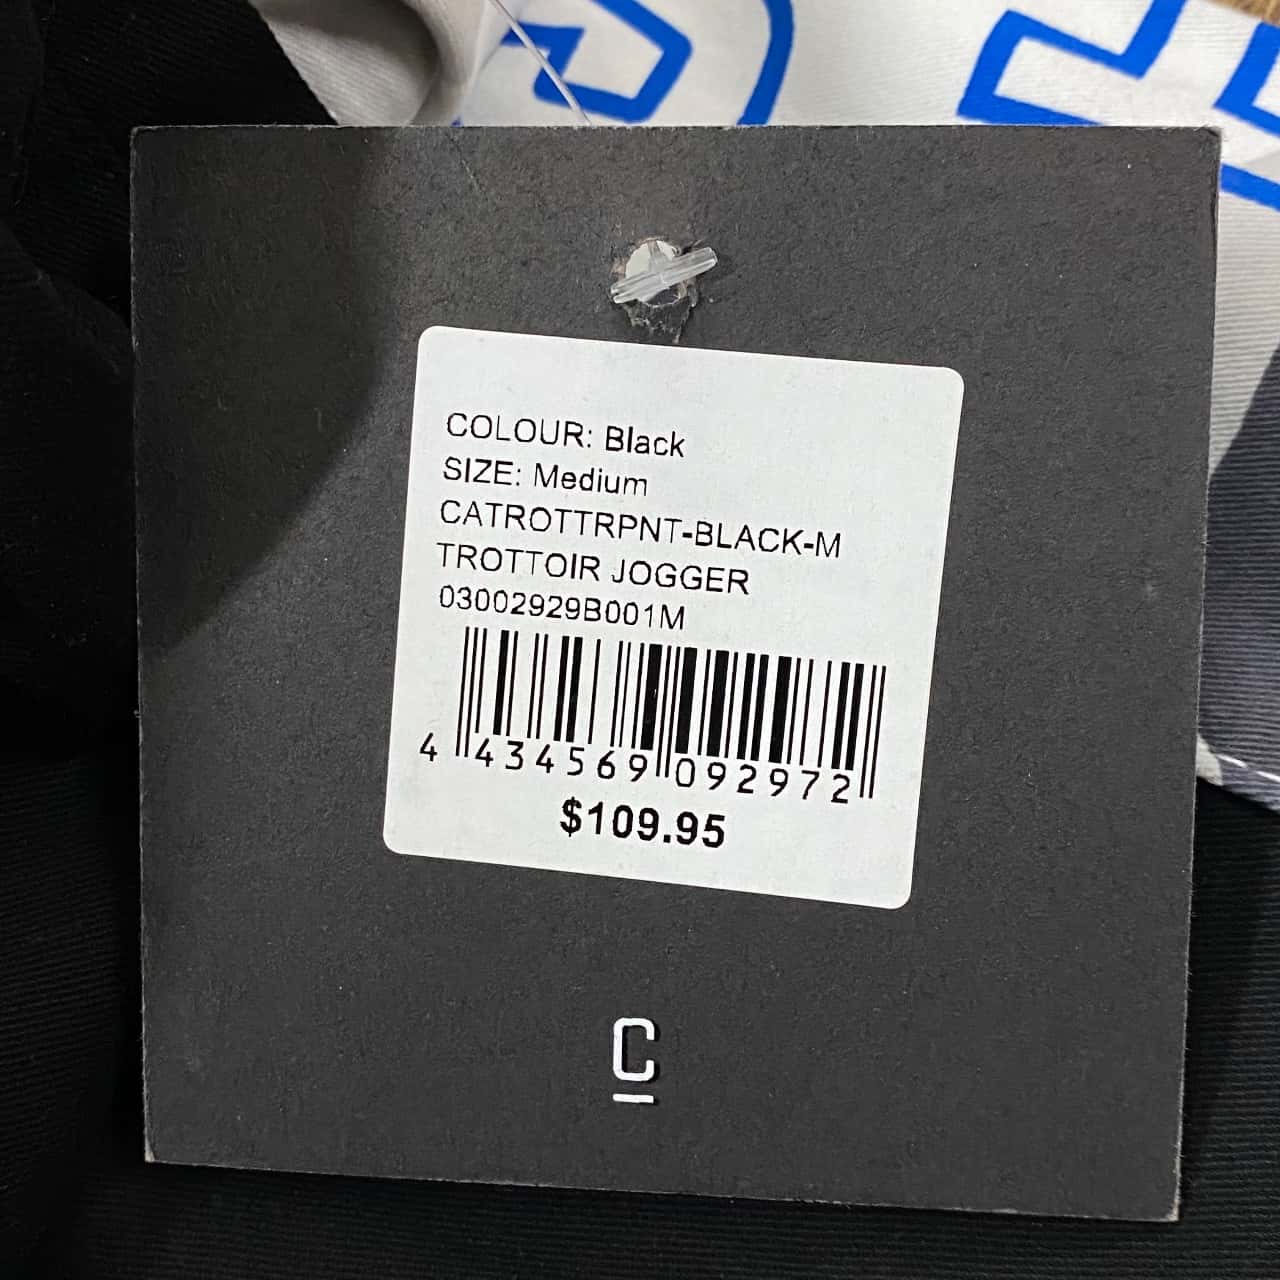 COLOUR: Black
SIZE: Medium
CATROTTRPNT-BLACK-M
TROTTOIR JOGGER
03002929B001M
4 434569 092972
$109.95
C